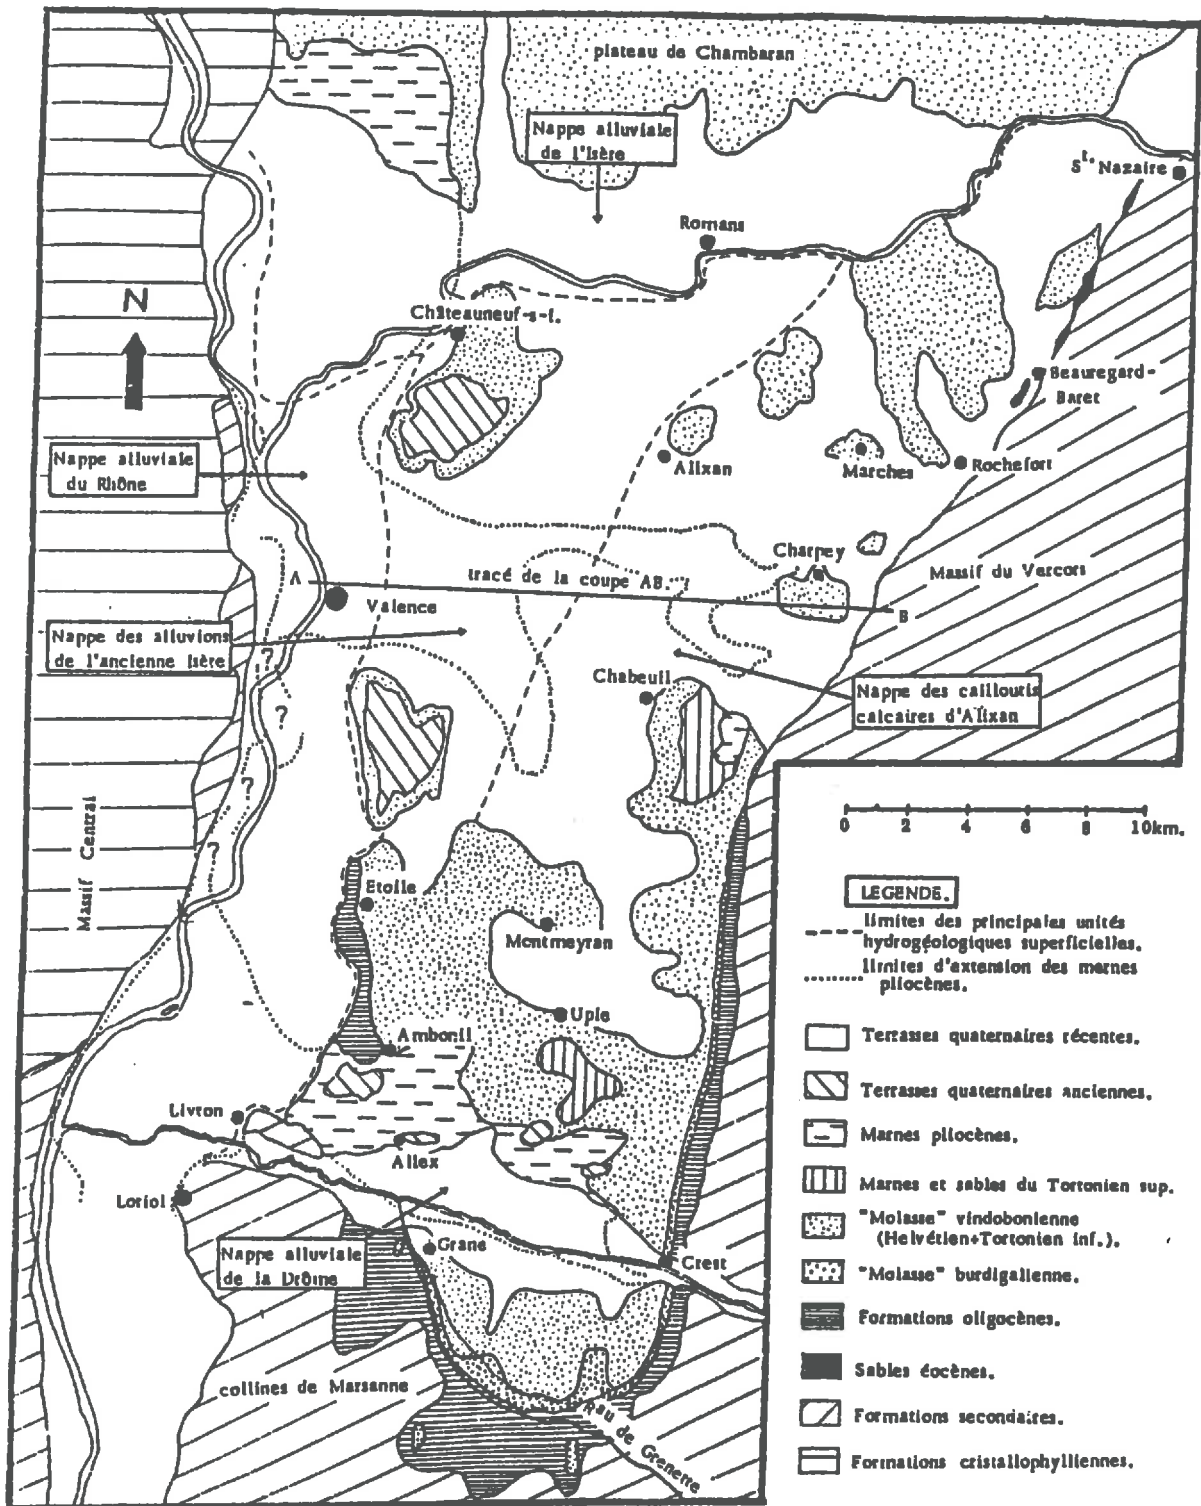 plateau de Chambaran
Nappe alluviale
de l'Isère
St. Nazaire
Romans
N
Châteauneuf-s-I.
Beauregard-
Baret
Nappe alluviale
du Rhône
Alixan
Marches
Rochefort
Charpey
Massif du Vercors
A
tracé de la coupe AB.
B
Valence
Nappe des alluvions
de l'ancienne Isère
?
Chabeuil
Nappe des cailloutis
calcaires d'Alixan
?
?
?
Massif Central
0 2 4 6 8 10km.
Etoile
Montmeyran
Upie
Ambonil
Livron
Allex
Loriol
Grane
Crest
Nappe alluviale
de la Drôme
collines de Marsanne
Rau de Grenette
LEGENDE.
limites des principales unités
hydrogéologiques superficielles.
limites d'extension des marnes
pliocènes.
Terrasses quaternaires récentes.
Terrasses quaternaires anciennes.
Marnes pliocènes.
Marnes et sables du Tortonien sup.
"Molasse" vindobonienne
(Helvétien+Tortonien inf.).
"Molasse" burdigalienne.
Formations oligocènes.
Sables éocènes.
Formations secondaires.
Formations cristallophylliennes.